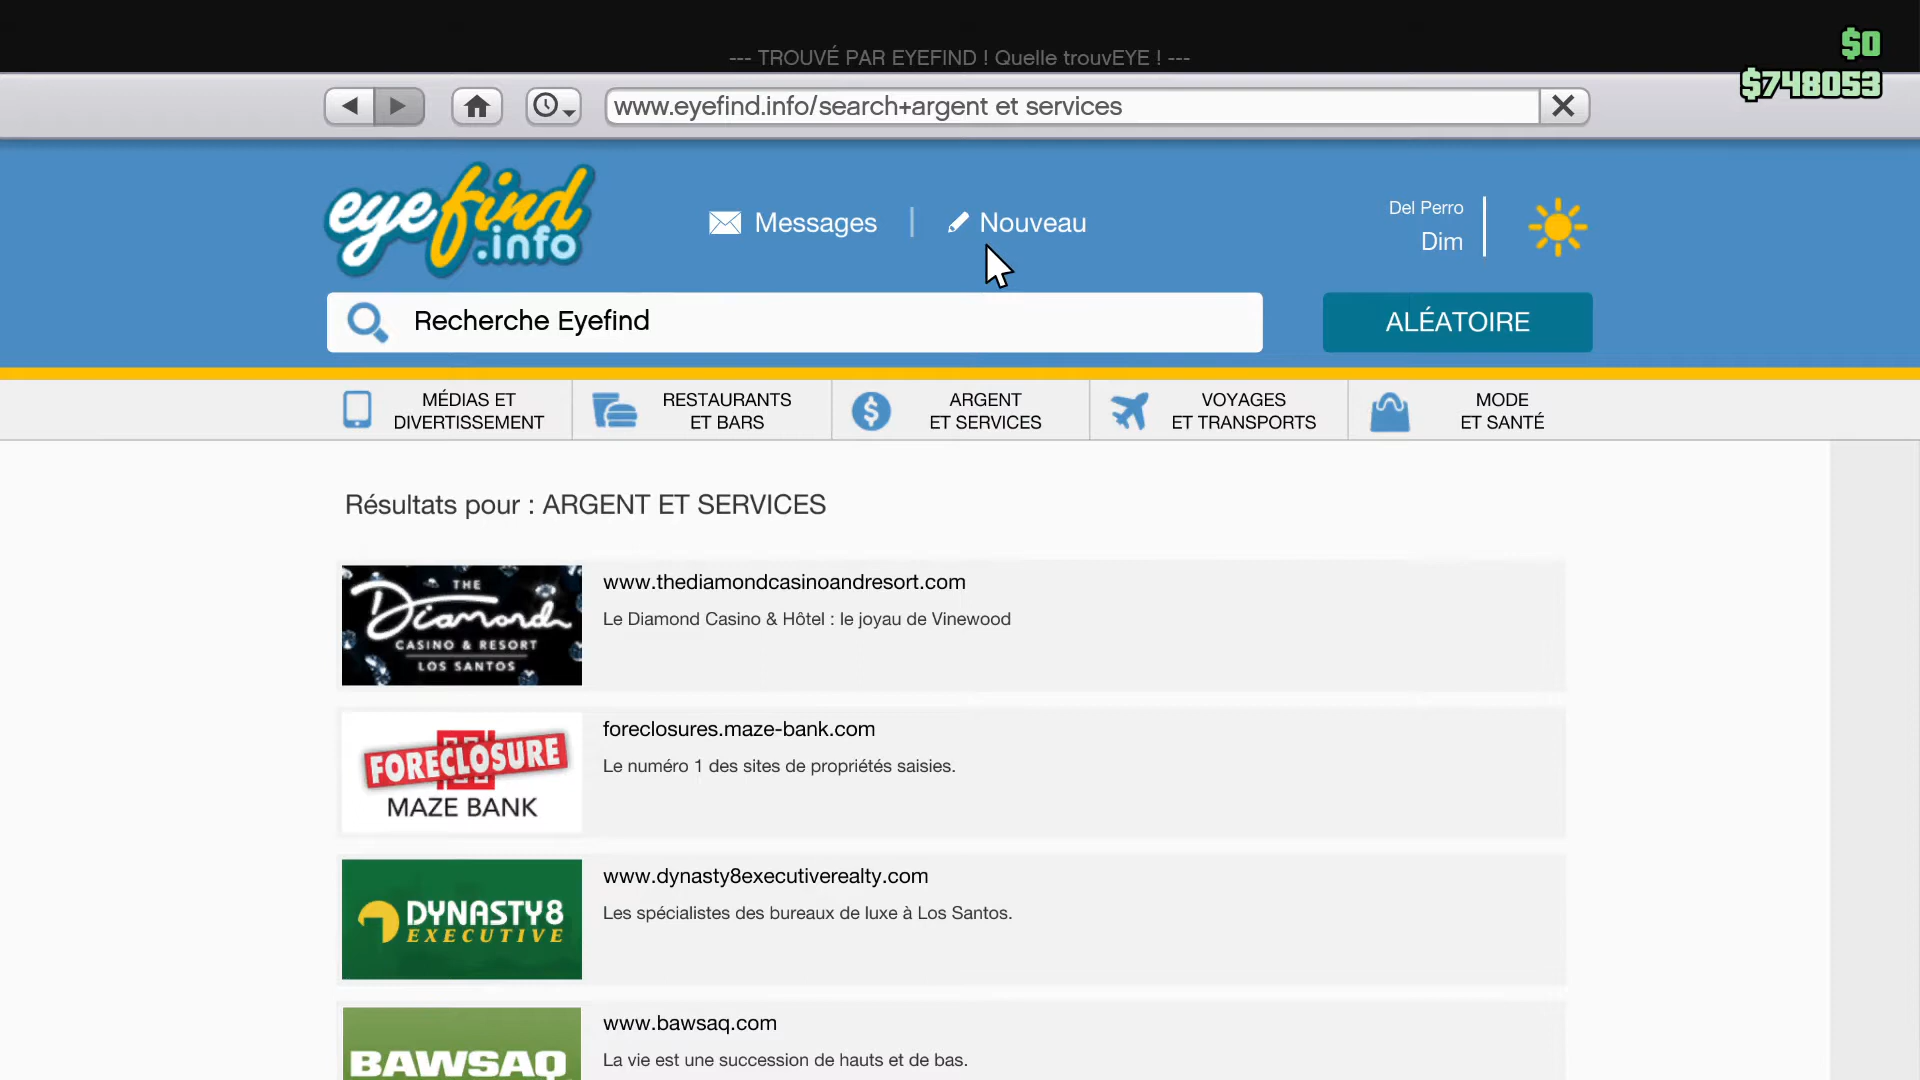 --- TROUVÉ PAR EYEFIND ! Quelle trouvEYE ! ---
$0
$748053
www.eyefind.info/search+argent et services
eyefind
.info
Messages
Nouveau
Del Perro
Dim
Recherche Eyefind
ALÉATOIRE
MÉDIAS ET
DIVERTISSEMENT
RESTAURANTS
ET BARS
ARGENT
ET SERVICES
VOYAGES
ET TRANSPORTS
MODE
ET SANTÉ
Résultats pour : ARGENT ET SERVICES
THE
Diamond
CASINO & RESORT
LOS SANTOS
www.thediamondcasinoandresort.com
Le Diamond Casino & Hôtel : le joyau de Vinewood
FORECLOSURE
MAZE BANK
foreclosures.maze-bank.com
Le numéro 1 des sites de propriétés saisies.
DYNASTY8
EXECUTIVE
www.dynasty8executiverealty.com
Les spécialistes des bureaux de luxe à Los Santos.
BAWSAQ
www.bawsaq.com
La vie est une succession de hauts et de bas.